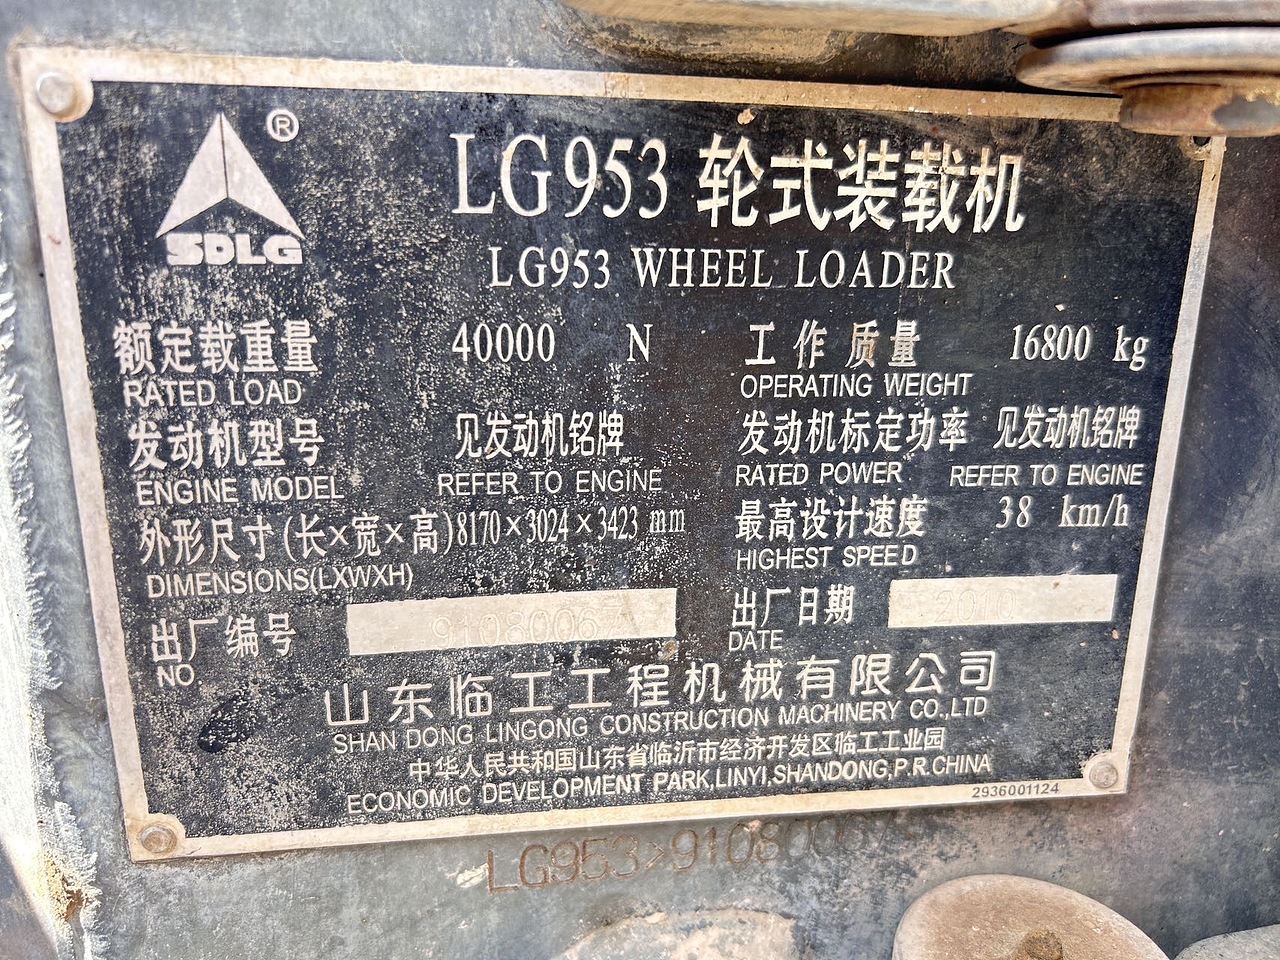 ®
SDLG
LG953 轮式装载机
LG953 WHEEL LOADER
额定载重量 40000 N 工作质量 16800 kg
RATED LOAD OPERATING WEIGHT
发动机型号 见发动机铭牌 发动机标定功率 见发动机铭牌
ENGINE MODEL REFER TO ENGINE RATED POWER REFER TO ENGINE
外形尺寸(长×宽×高) 8170×3024×3423 mm 最高设计速度 38 km/h
DIMENSIONS(LXWXH) HIGHEST SPEED
出厂编号 9108006 出厂日期 2010
NO DATE
山东临工工程机械有限公司
SHAN DONG LINGONG CONSTRUCTION MACHINERY CO.,LTD
中华人民共和国山东省临沂市经济开发区临工工业园
ECONOMIC DEVELOPMENT PARK,LINYI,SHANDONG,P.R.CHINA
2936001124
LG953>9108006